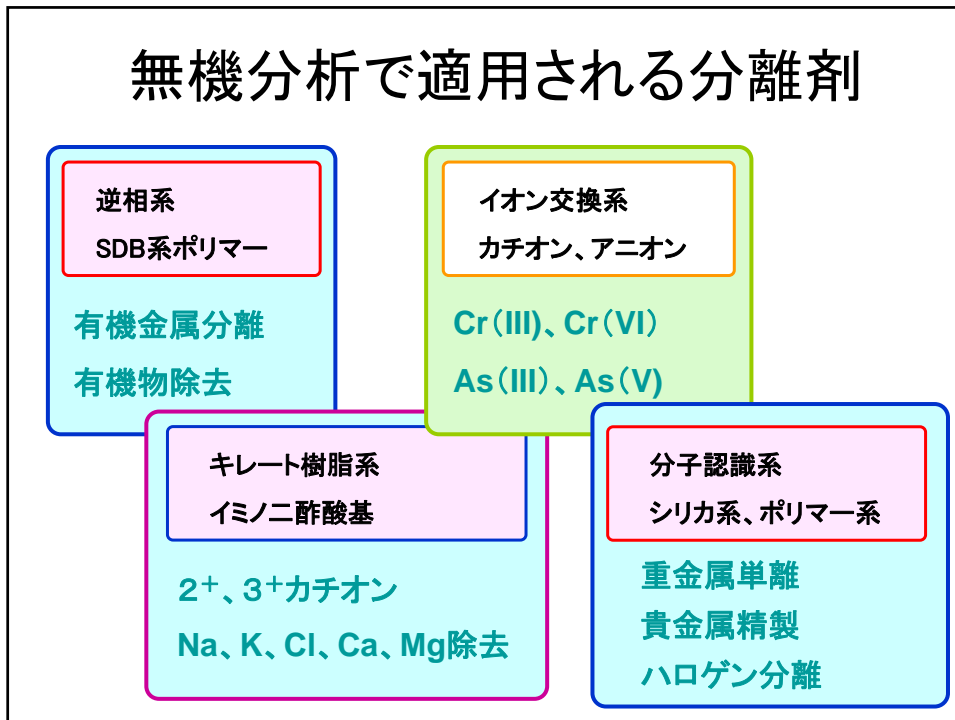 無機分析で適用される分離剤
逆相系
SDB系ポリマー
有機金属分離
有機物除去
イオン交換系
カチオン、アニオン
Cr(III)、Cr(VI)
As(III)、As(V)
キレート樹脂系
イミノ二酢酸基
2⁺、3⁺カチオン
Na、K、Cl、Ca、Mg除去
分子認識系
シリカ系、ポリマー系
重金属単離
貴金属精製
ハロゲン分離